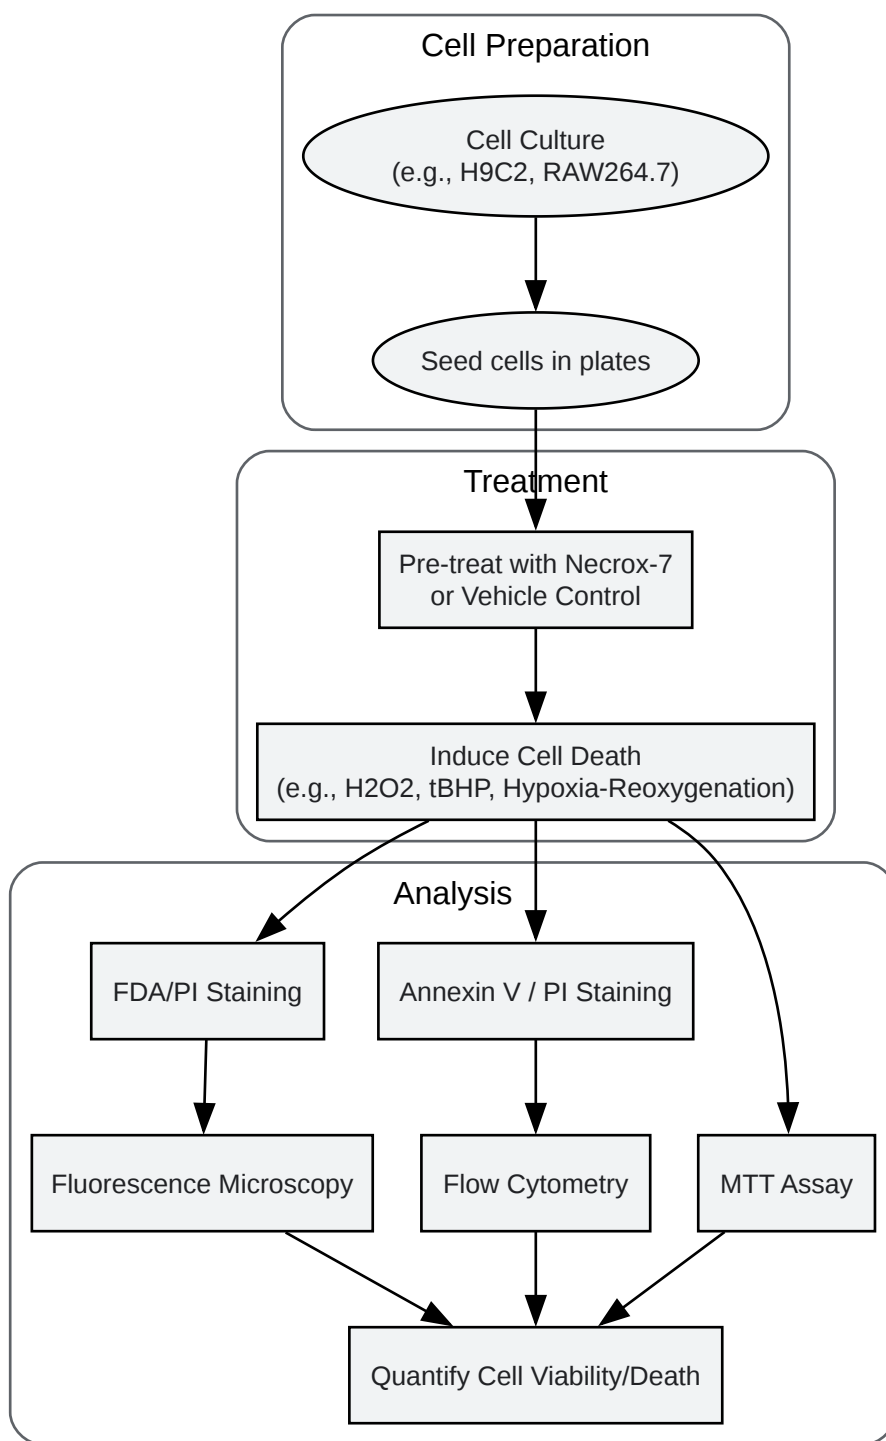 Cell Preparation
Cell Culture
(e.g., H9C2, RAW264.7)
Seed cells in plates
Treatment
Pre-treat with Necrox-7
or Vehicle Control
Induce Cell Death
(e.g., H2O2, tBHP, Hypoxia-Reoxygenation)
Analysis
FDA/PI Staining
Annexin V / PI Staining
Fluorescence Microscopy
Flow Cytometry
MTT Assay
Quantify Cell Viability/Death